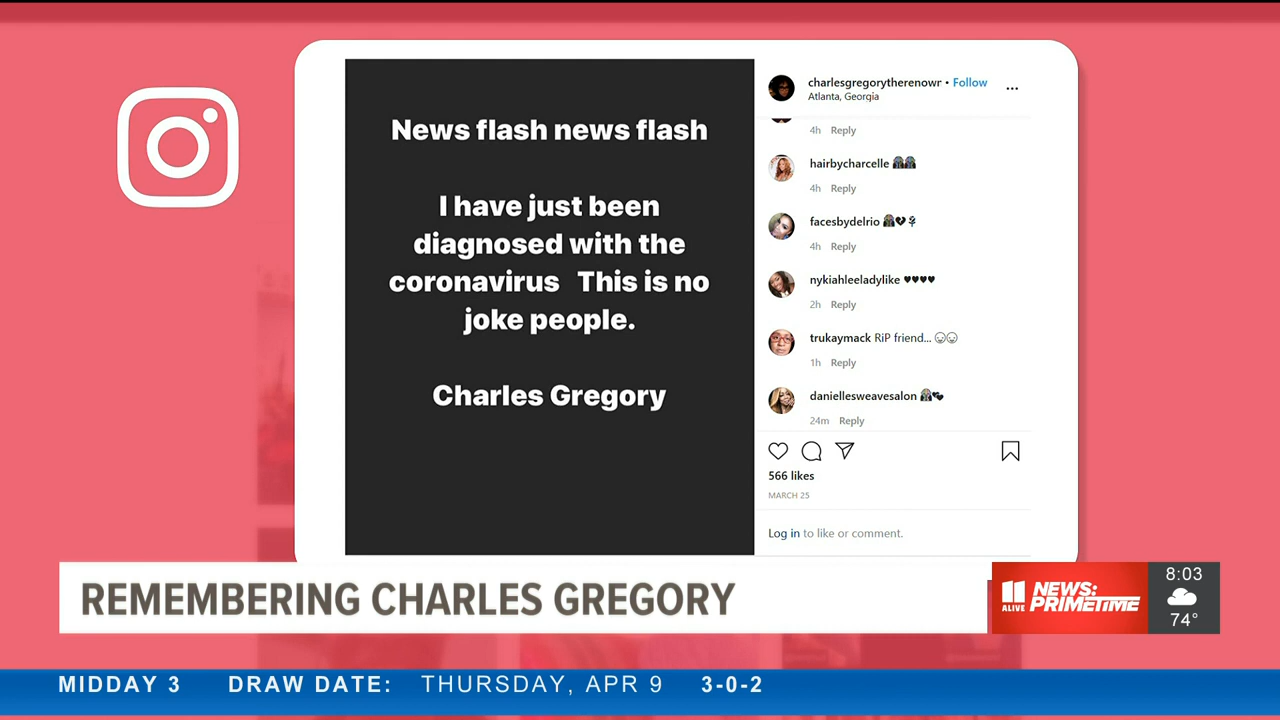 News flash news flash
I have just been
diagnosed with the
coronavirus This is no
joke people.
Charles Gregory
charlesgregorytherenowr • Follow
Atlanta, Georgia
4h Reply
hairbycharcelle
4h Reply
facesbydelrio
4h Reply
nykiahleeladylike ♥♥♥♥
2h Reply
trukaymack RiP friend...
1h Reply
daniellesweavesalon
24m Reply
566 likes
MARCH 25
Log in to like or comment.
REMEMBERING CHARLES GREGORY
11 ALIVE NEWS: PRIMETIME
8:03
74°
MIDDAY 3 DRAW DATE: THURSDAY, APR 9 3-0-2